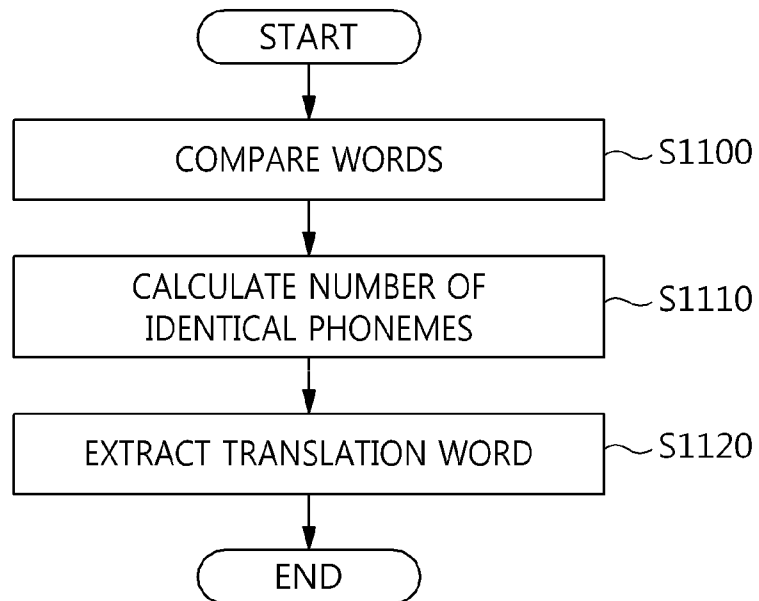 START
COMPARE WORDS
S1100
CALCULATE NUMBER OF
IDENTICAL PHONEMES
S1110
EXTRACT TRANSLATION WORD
S1120
END